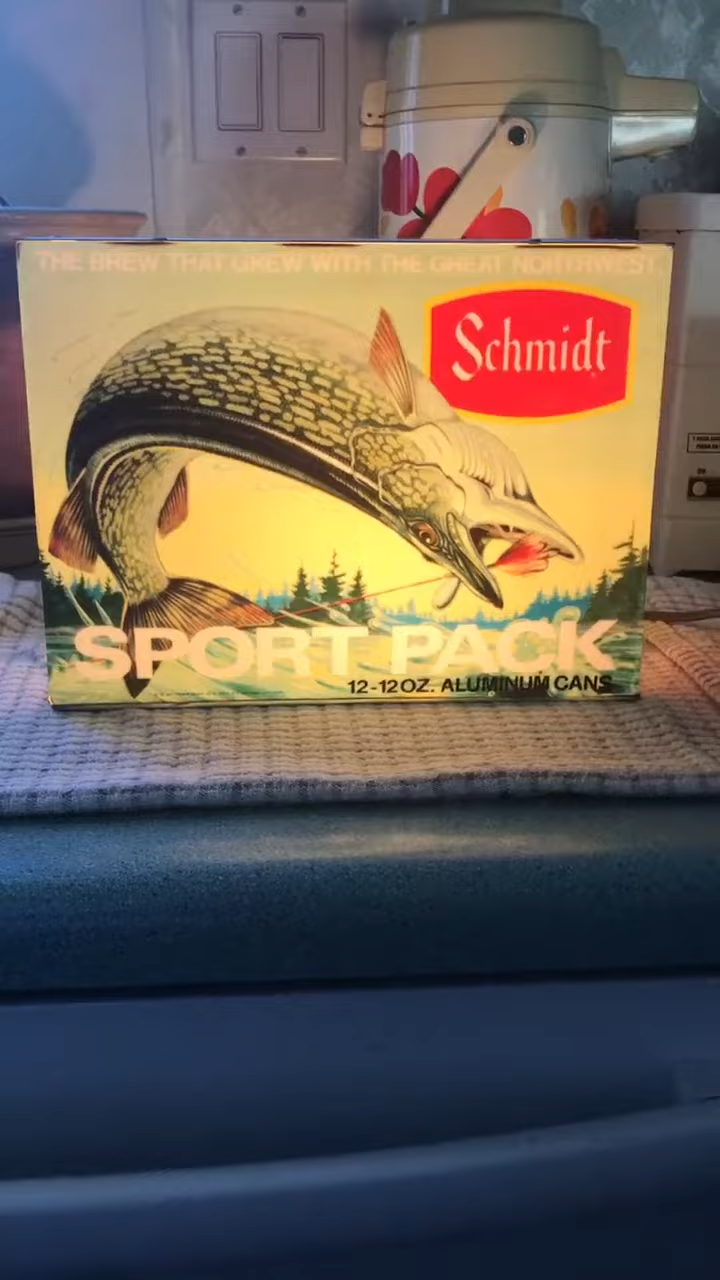 THE BREW THAT GREW WITH THE GREAT NORTHWEST
Schmidt
SPORT PACK
12-12 OZ. ALUMINUM CANS